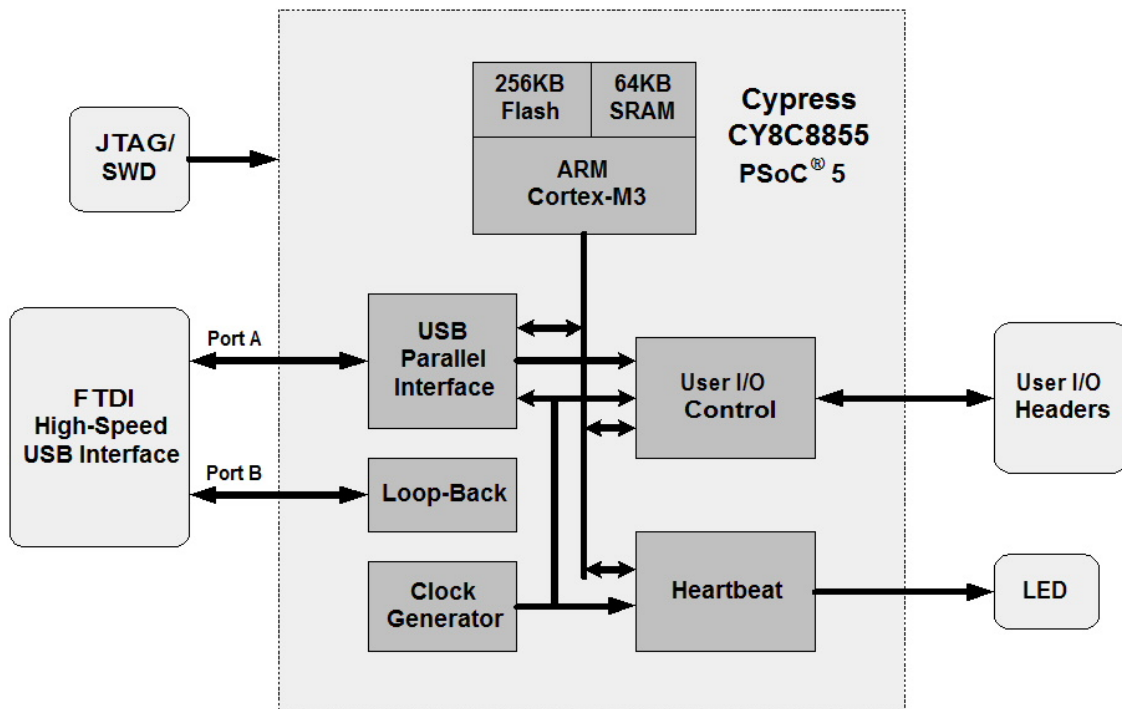 256KB
Flash
64KB
SRAM
Cypress
CY8C8855
PSoC® 5
JTAG/
SWD
ARM
Cortex-M3
Port A
USB
Parallel
Interface
FTDI
High-Speed
USB Interface
User I/O
Control
User I/O
Headers
Port B
Loop-Back
Clock
Generator
Heartbeat
LED